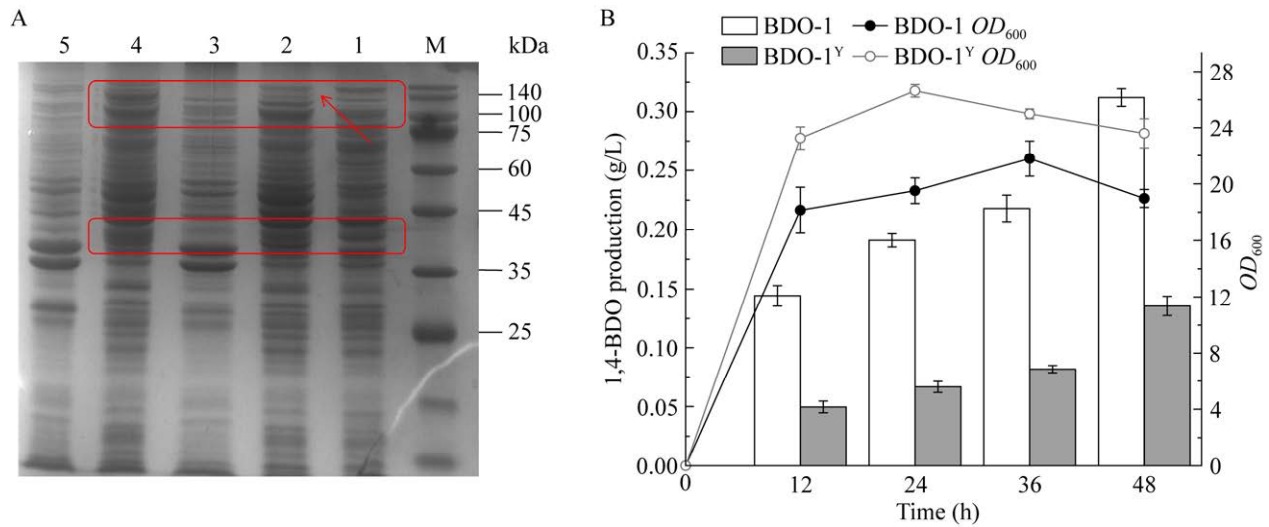 A
5 4 3 2 1 M kDa
140
100
75
60
45
35
25
B
BDO-1 BDO-1 OD600
BDO-1Y BDO-1Y OD600
0.35
0.30
0.25
0.20
0.15
0.10
0.05
0.00
1,4-BDO production (g/L)
28
24
20
16
12
8
4
0
OD600
0 12 24 36 48
Time (h)